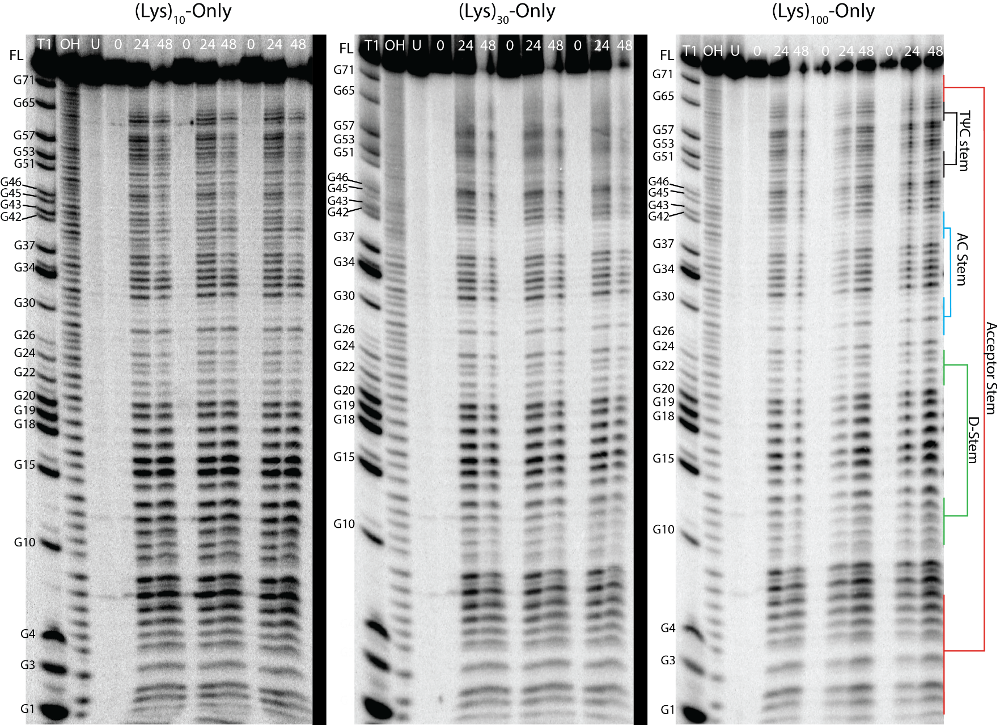 (Lys)10-Only
(Lys)30-Only
(Lys)100-Only
T1 OH U 0 24 48 0 24 48 0 24 48
T1 OH U 0 24 48 0 24 48 0 24 48
T1 OH U 0 24 48 0 24 48 0 24 48
FL
G71
G65
G57
G53
G51
G46
G45
G43
G42
G37
G34
G30
G26
G24
G22
G20
G19
G18
G15
G10
G4
G3
G1
FL
G71
G65
G57
G53
G51
G46
G45
G43
G42
G37
G34
G30
G26
G24
G22
G20
G19
G18
G15
G10
FL
G71
G65
G57
G53
G51
G46
G45
G43
G42
G37
G34
G30
G26
G24
G22
G20
G19
G18
G15
G10
G4
G3
G1
TΨC stem
AC Stem
Acceptor Stem
D-Stem